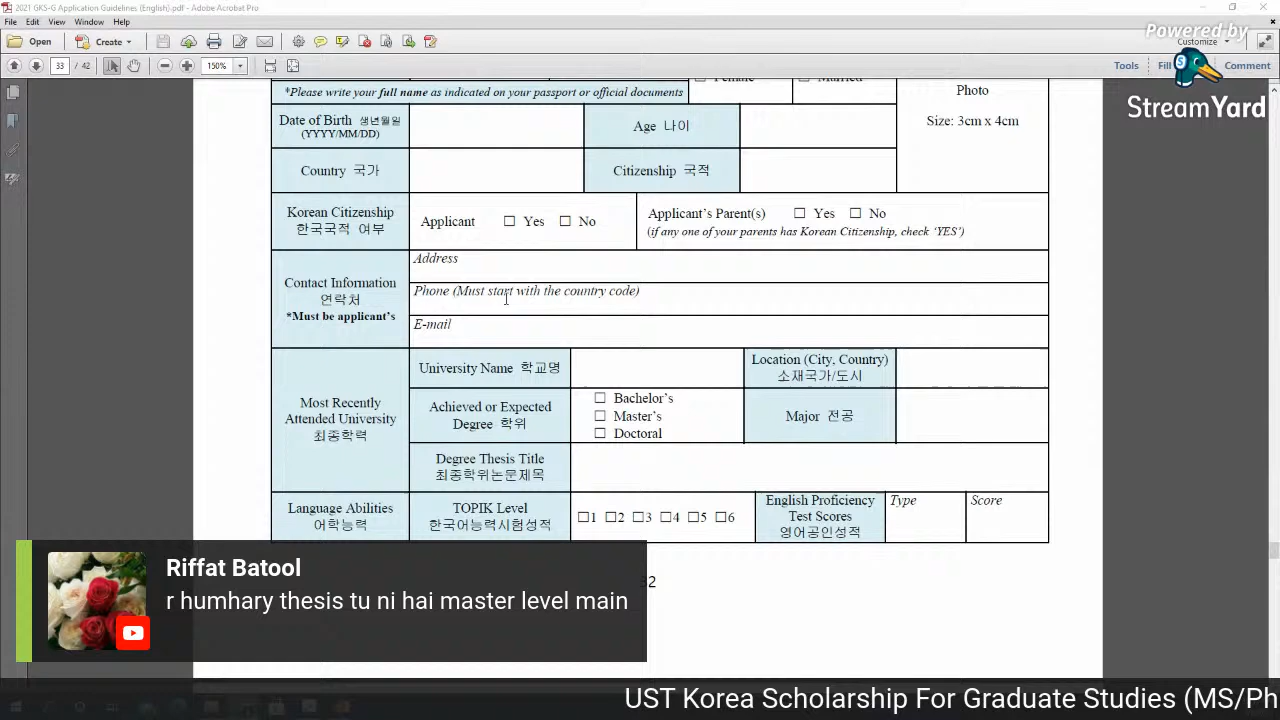 2021 GKS-G Application Guidelines (English).pdf - Adobe Acrobat Pro
File Edit View Window Help
Open Create Customize
33 / 42 150% Tools Fill Comment
Powered by
StreamYard
Female Married
*Please write your full name as indicated on your passport or official documents
Photo
Size: 3cm x 4cm
Date of Birth 생년월일
(YYYY/MM/DD)
Age 나이
Country 국가
Citizenship 국적
Korean Citizenship
한국국적 여부
Applicant ☐ Yes ☐ No
Applicant's Parent(s) ☐ Yes ☐ No
(if any one of your parents has Korean Citizenship, check 'YES')
Contact Information
연락처
*Must be applicant's
Address
Phone (Must start with the country code)
E-mail
Most Recently
Attended University
최종학력
University Name 학교명
Location (City, Country)
소재국가/도시
Achieved or Expected
Degree 학위
☐ Bachelor's
☐ Master's
☐ Doctoral
Major 전공
Degree Thesis Title
최종학위논문제목
Language Abilities
어학능력
TOPIK Level
한국어능력시험성적
☐1 ☐2 ☐3 ☐4 ☐5 ☐6
English Proficiency
Test Scores
영어공인성적
Type
Score
Riffat Batool
r humhary thesis tu ni hai master level main
UST Korea Scholarship For Graduate Studies (MS/Ph